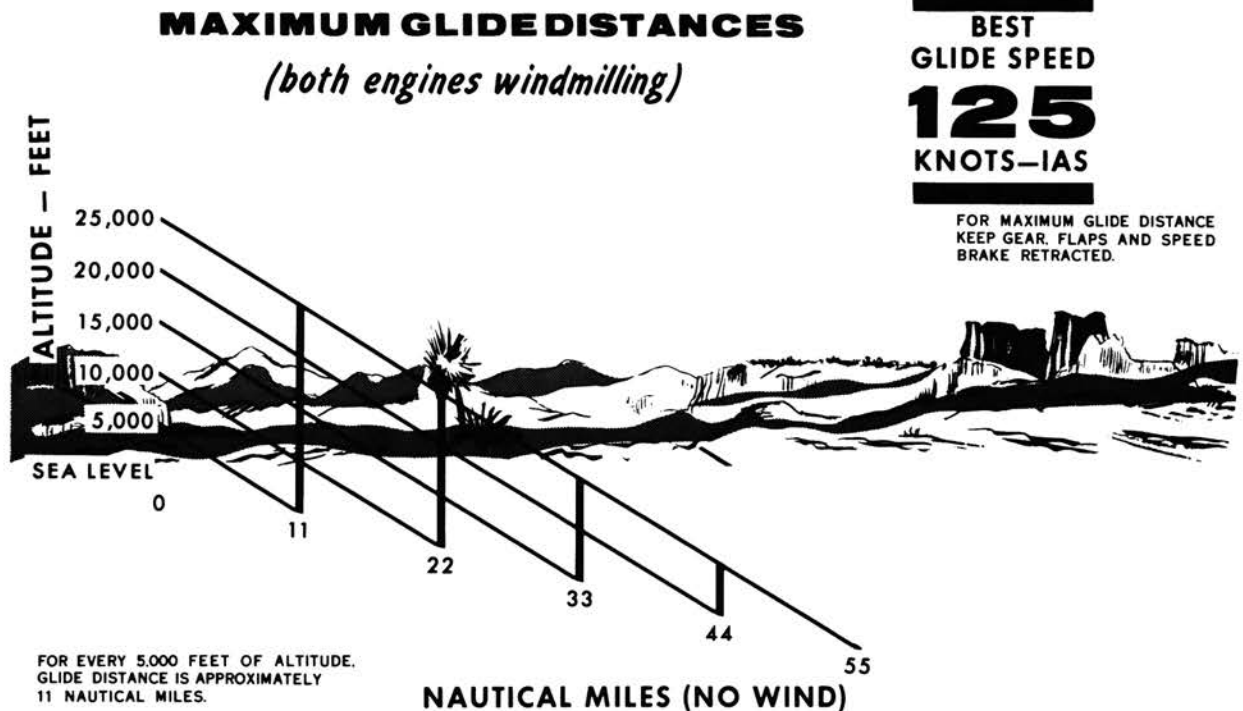 MAXIMUM GLIDE DISTANCES
(both engines windmilling)
BEST
GLIDE SPEED
125
KNOTS—IAS
FOR MAXIMUM GLIDE DISTANCE
KEEP GEAR, FLAPS AND SPEED
BRAKE RETRACTED.
ALTITUDE — FEET
25,000
20,000
15,000
10,000
5,000
SEA LEVEL
0
11
22
33
44
55
FOR EVERY 5,000 FEET OF ALTITUDE,
GLIDE DISTANCE IS APPROXIMATELY
11 NAUTICAL MILES.
NAUTICAL MILES (NO WIND)